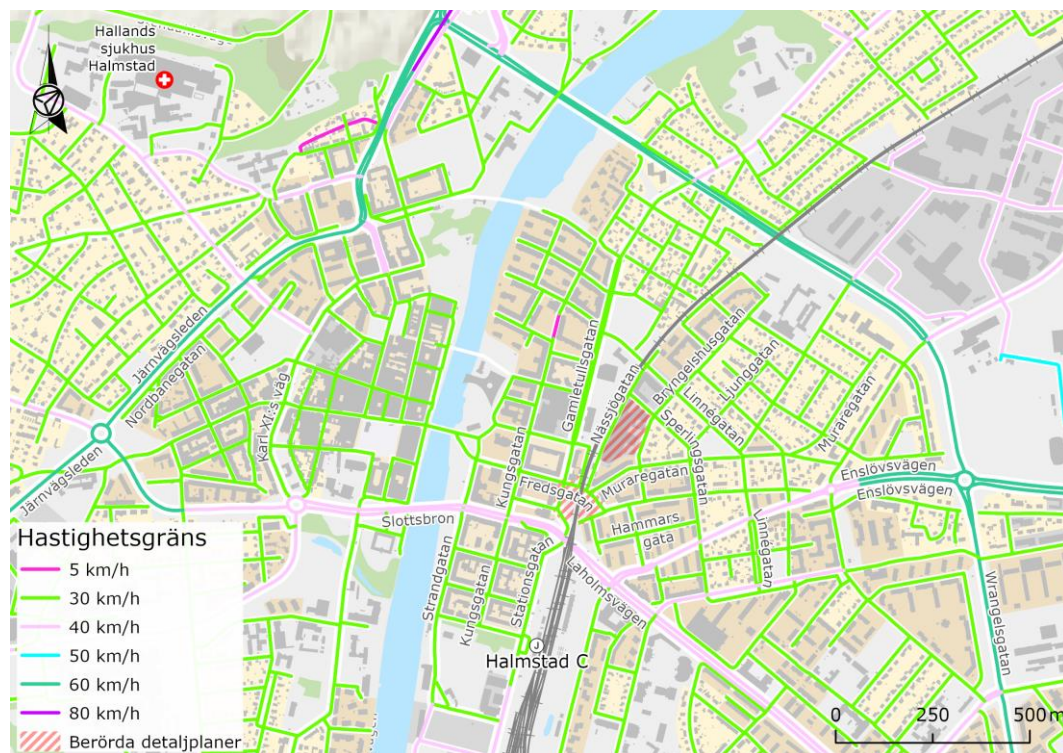 Hallands
sjukhus
Halmstad
Järnvägsleden
Nordbanegatan
Karl XI:s väg
Järnvägsleden
Slottsbron
Strandgatan
Kungsgatan
Kungsgatan
Stationsgatan
Fredsgatan
Gamletullsgatan
Nässjögatan
Bryngelshusgatan
Linnégatan
Ljunggatan
Sperlingsgatan
Muraregatan
Muraregatan
Enslövsvägen
Enslövsvägen
Hammars
gata
Linnégatan
Laholmsvägen
Wrangelsgatan
Halmstad C
Hastighetsgräns
5 km/h
30 km/h
40 km/h
50 km/h
60 km/h
80 km/h
Berörda detaljplaner
0 250 500 m